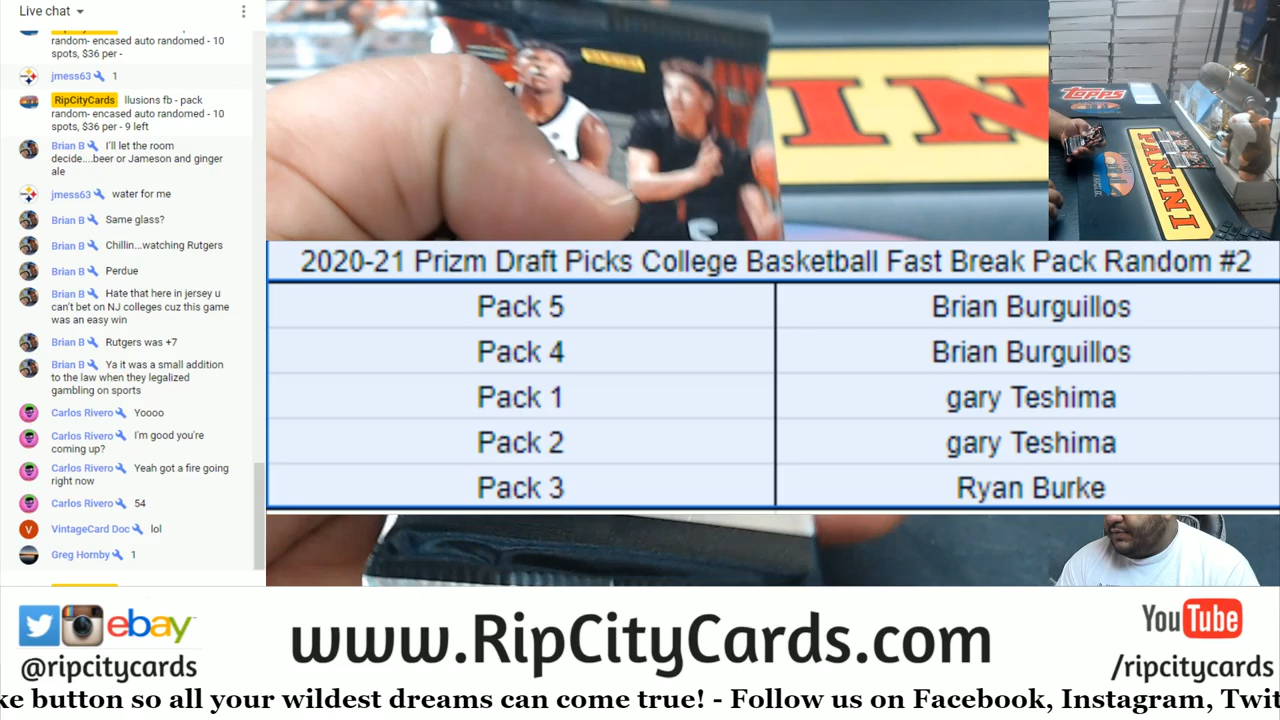 Live chat
random- encased auto randomed - 10
spots, $36 per -
jmess63 1
RipCityCards Ilusions fb - pack
random- encased auto randomed - 10
spots, $36 per - 9 left
Brian B I'll let the room
decide....beer or Jameson and ginger
ale
jmess63 water for me
Brian B Same glass?
Brian B Chillin...watching Rutgers
Brian B Perdue
Brian B Hate that here in jersey u
can't bet on NJ colleges cuz this game
was an easy win
Brian B Rutgers was +7
Brian B Ya it was a small addition
to the law when they legalized
gambling on sports
Carlos Rivero Yoooo
Carlos Rivero I'm good you're
coming up?
Carlos Rivero Yeah got a fire going
right now
Carlos Rivero 54
V VintageCard Doc lol
Greg Hornby 1
PANINI
INI
TOPPS
PANINI
2020-21 Prizm Draft Picks College Basketball Fast Break Pack Random #2
Pack 5 Brian Burguillos
Pack 4 Brian Burguillos
Pack 1 gary Teshima
Pack 2 gary Teshima
Pack 3 Ryan Burke
ebay
@ripcitycards
www.RipCityCards.com
YouTube
/ripcitycards
ke button so all your wildest dreams can come true! - Follow us on Facebook, Instagram, Twit